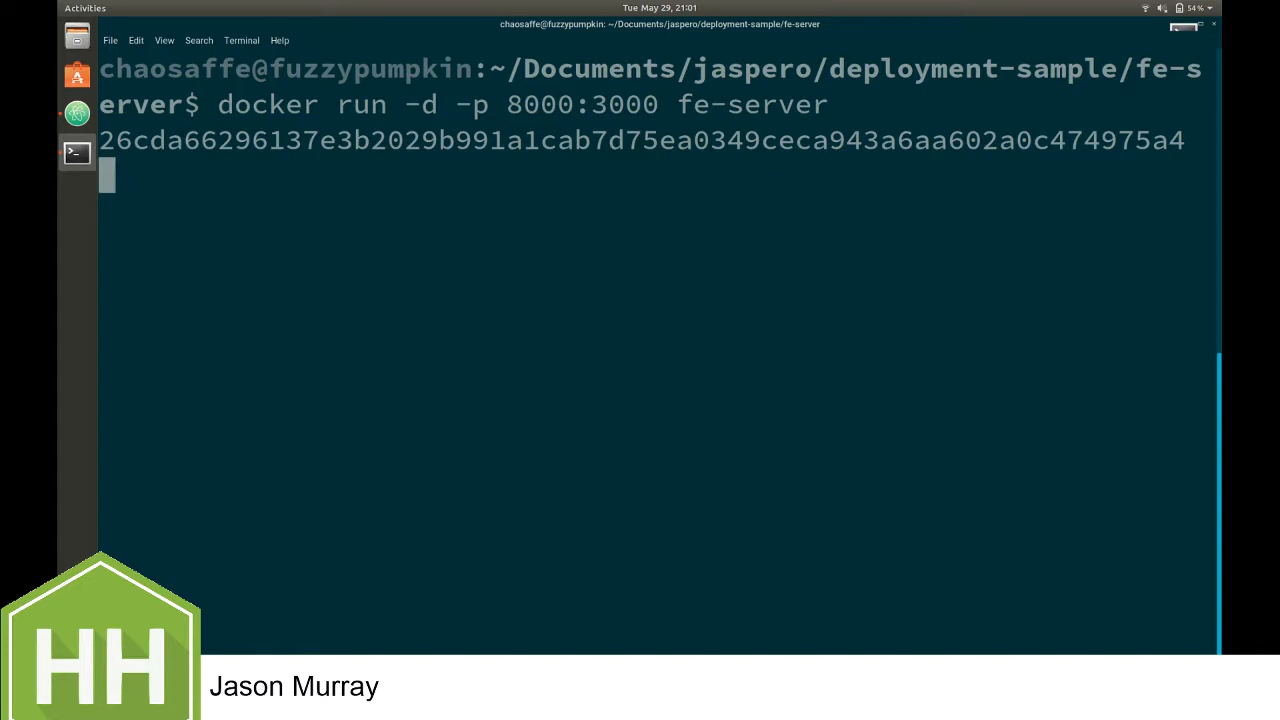 Activities
Tue May 29, 21:01
54 %
chaosaffe@fuzzypumpkin: ~/Documents/jaspero/deployment-sample/fe-server
File Edit View Search Terminal Help
chaosaffe@fuzzypumpkin:~/Documents/jaspero/deployment-sample/fe-s
erver$ docker run -d -p 8000:3000 fe-server
26cda66296137e3b2029b991a1cab7d75ea0349ceca943a6aa602a0c474975a4
HH
Jason Murray